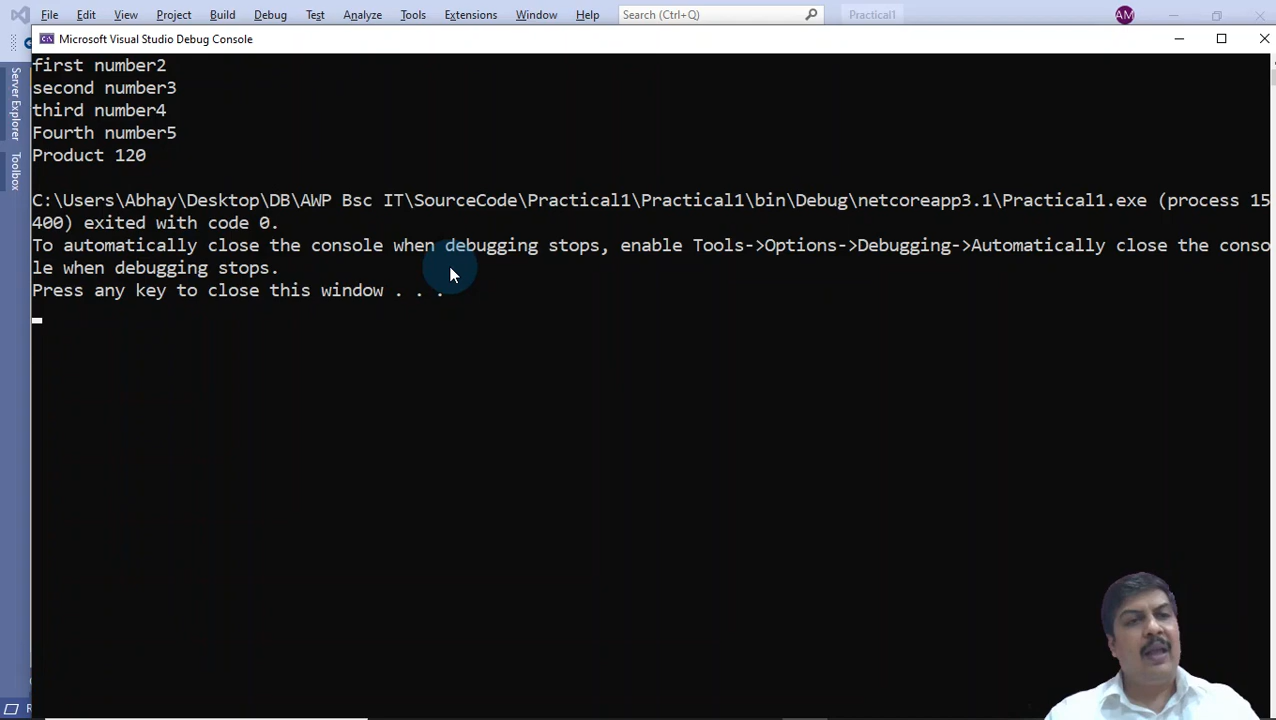 File Edit View Project Build Debug Test Analyze Tools Extensions Window Help Search (Ctrl+Q) Practical1 AM
Microsoft Visual Studio Debug Console
Server Explorer
Toolbox
first number2
second number3
third number4
Fourth number5
Product 120
C:\Users\Abhay\Desktop\DB\AWP Bsc IT\SourceCode\Practical1\Practical1\bin\Debug\netcoreapp3.1\Practical1.exe (process 15
400) exited with code 0.
To automatically close the console when debugging stops, enable Tools->Options->Debugging->Automatically close the conso
le when debugging stops.
Press any key to close this window . . .